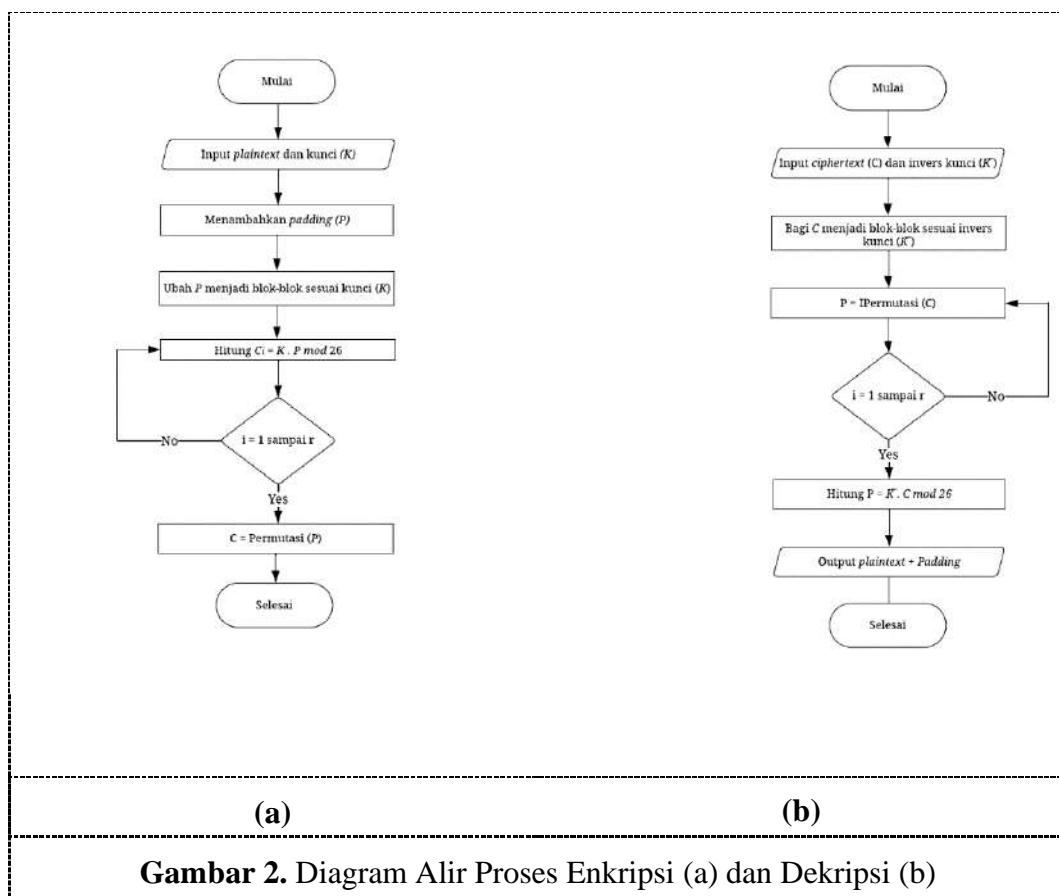 Mulai
Input plaintext dan kunci (K)
Menambahkan padding (P)
Ubah P menjadi blok-blok sesuai kunci (K)
Hitung Ci = K . P mod 26
i = 1 sampai r
No
Yes
C = Permutasi (P)
Selesai
Mulai
Input ciphertext (C) dan invers kunci (K̄)
Bagi C menjadi blok-blok sesuai invers
kunci (K̄)
P = IPermutasi (C)
i = 1 sampai r
No
Yes
Hitung P = K̄. C mod 26
Output plaintext + Padding
Selesai
(a)
(b)
Gambar 2. Diagram Alir Proses Enkripsi (a) dan Dekripsi (b)